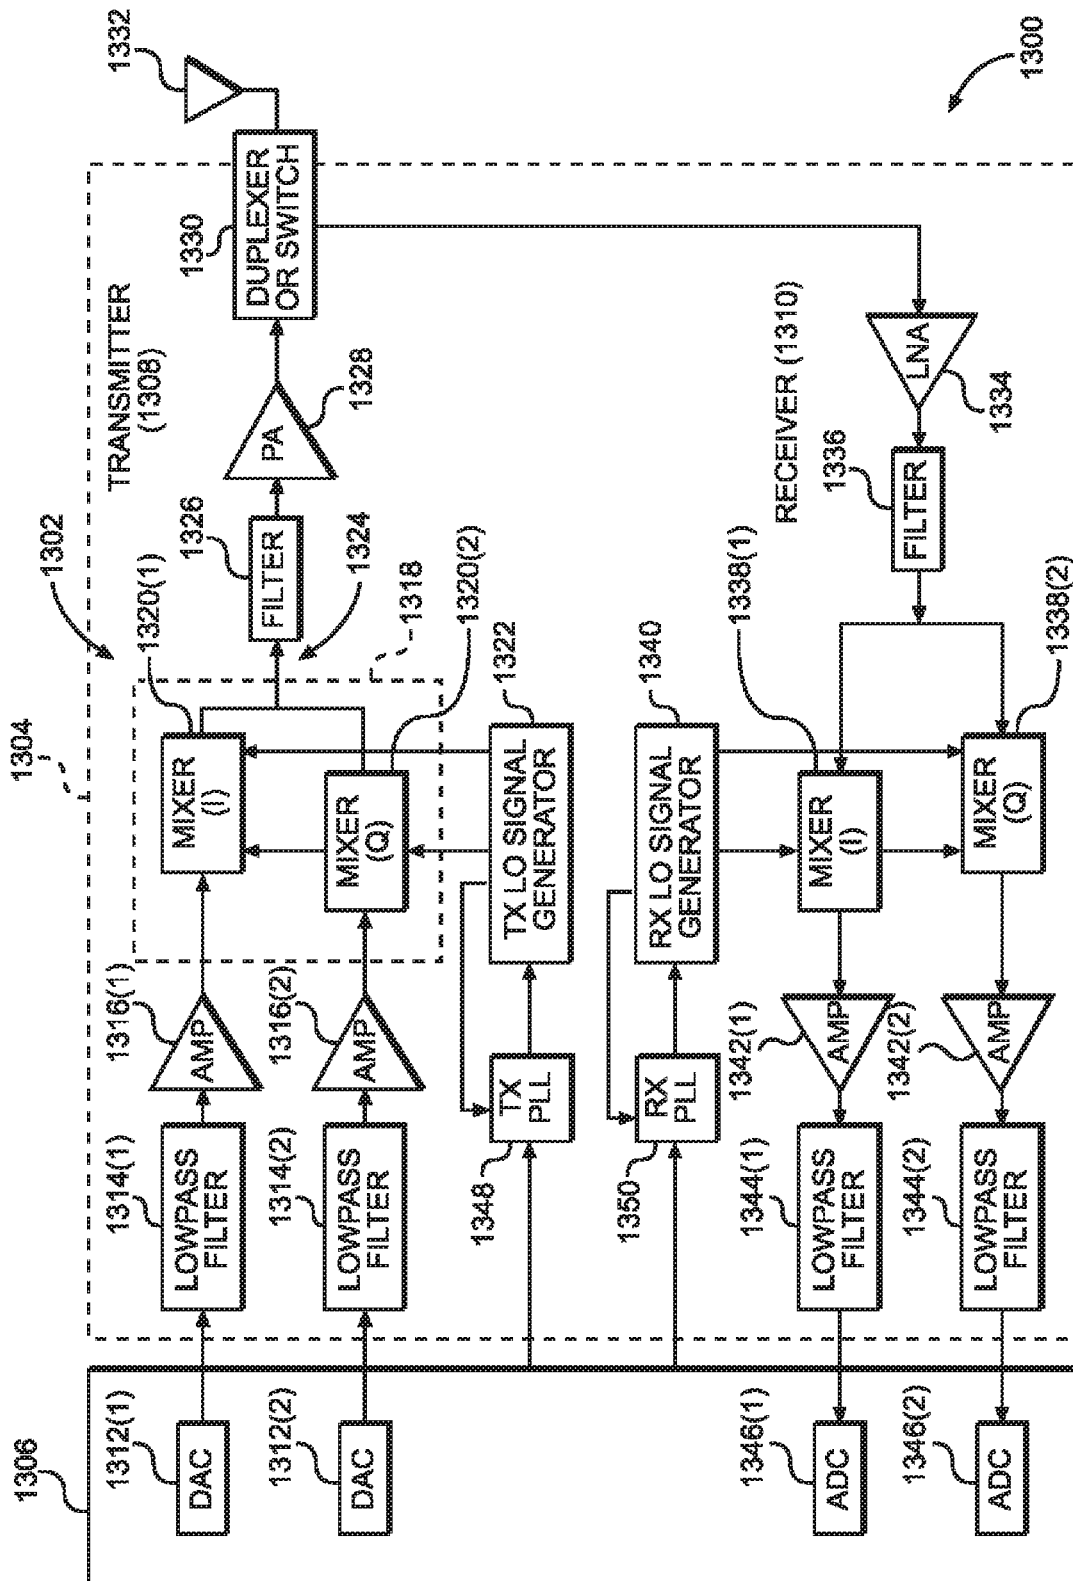 1306
1304
1302
1300
1312(1)
DAC
1314(1)
LOWPASS
FILTER
1316(1)
AMP
1320(1)
MIXER
(I)
1326
FILTER
TRANSMITTER
(1308)
PA
1328
1330
DUPLEXER
OR SWITCH
1332
1324
1318
1320(2)
1312(2)
DAC
1314(2)
LOWPASS
FILTER
1316(2)
AMP
MIXER
(Q)
1322
TX LO SIGNAL
GENERATOR
TX
PLL
1348
1340
RX LO SIGNAL
GENERATOR
RX
PLL
1350
RECEIVER (1310)
LNA
1334
1336
FILTER
1338(1)
MIXER
(I)
1342(1)
AMP
1344(1)
LOWPASS
FILTER
1346(1)
ADC
1338(2)
MIXER
(Q)
1342(2)
AMP
1344(2)
LOWPASS
FILTER
1346(2)
ADC